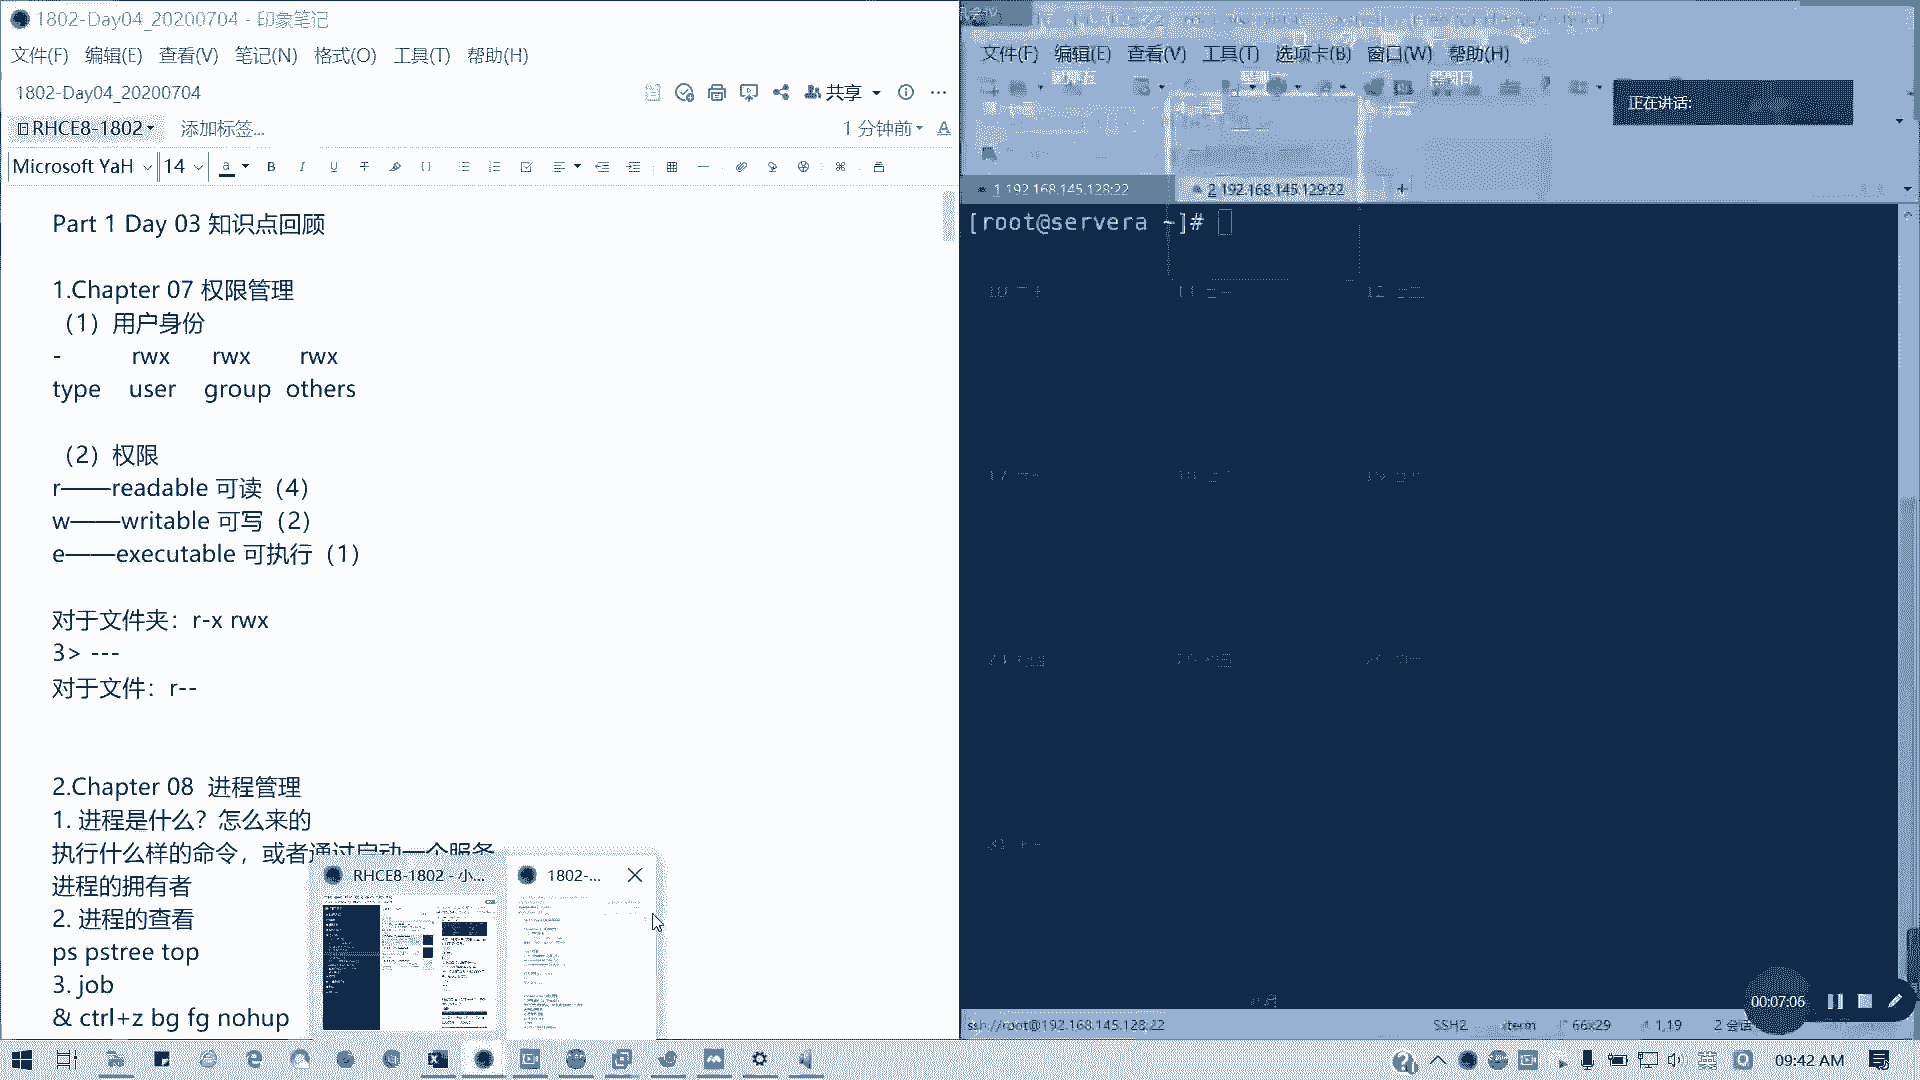 1802-Day04_20200704 - 印象笔记
文件(F) 编辑(E) 查看(V) 笔记(N) 格式(O) 工具(T) 帮助(H)
1802-Day04_20200704
共享
RHCE8-1802
添加标签...
1 分钟前
Microsoft YaH
14
Part 1 Day 03 知识点回顾
1.Chapter 07 权限管理
（1）用户身份
- rwx rwx rwx
type user group others
（2）权限
r——readable 可读（4）
w——writable 可写（2）
e——executable 可执行（1）
对于文件夹：r-x rwx
3> ---
对于文件：r--
2.Chapter 08 进程管理
1. 进程是什么？怎么来的
执行什么样的命令，或者通过启动一个服务
进程的拥有者
2. 进程的查看
ps pstree top
3. job
& ctrl+z bg fg nohup
RHCE8-1802 - 小...
1802-...
文件(F) 编辑(E) 查看(V) 工具(T) 选项卡(B) 窗口(W) 帮助(H)
正在讲话:
1 192.168.145.128:22
2 192.168.145.129:22
[root@servera ~]#
00:07:06
ssh://root@192.168.145.128:22
SSH2
xterm
66x29
1,19
2 会话
英
09:42 AM